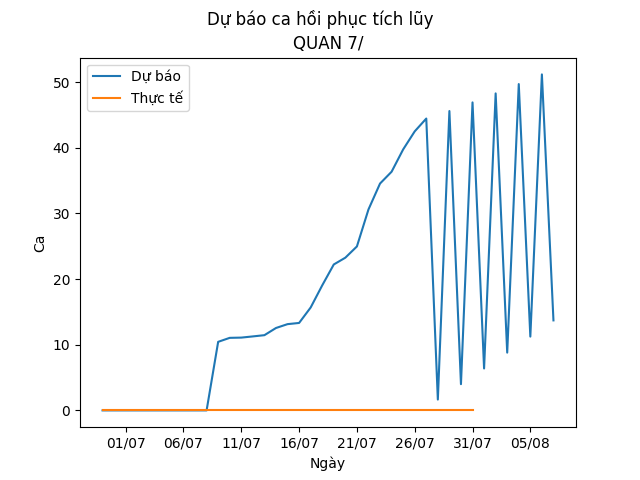 Dự báo ca hồi phục tích lũy
QUAN 7/
Dự báo
Thực tế
50
40
30
20
10
0
Ca
01/07 06/07 11/07 16/07 21/07 26/07 31/07 05/08
Ngày